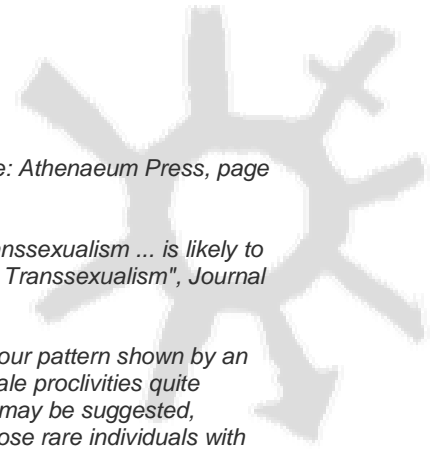 e: Athenaeum Press, page
nssexualism ... is likely to
Transsexualism", Journal
our pattern shown by an
ale proclivities quite
may be suggested,
ose rare individuals with